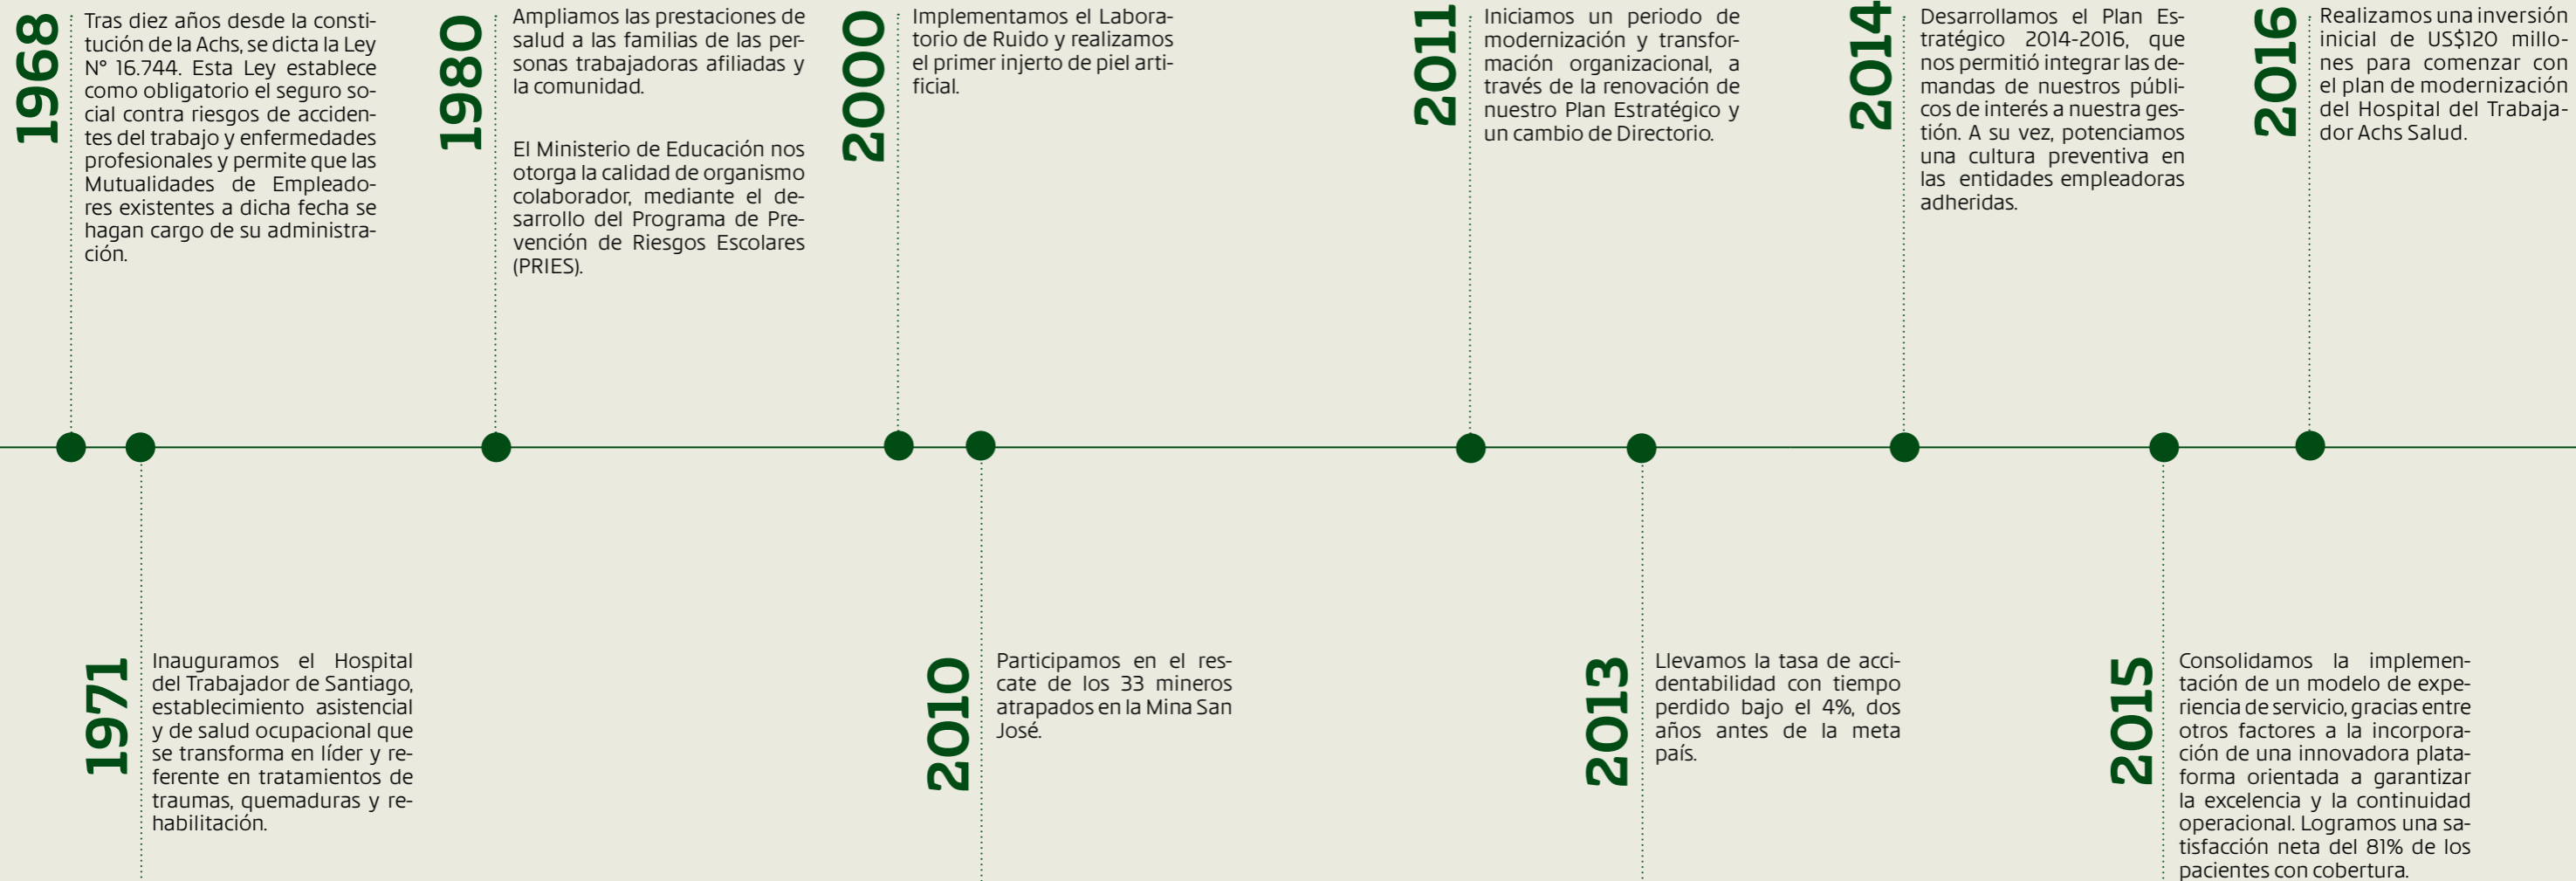 1968
Tras diez años desde la consti-
tución de la Achs, se dicta la Ley
N° 16.744. Esta Ley establece
como obligatorio el seguro so-
cial contra riesgos de acciden-
tes del trabajo y enfermedades
profesionales y permite que las
Mutualidades de Empleado-
res existentes a dicha fecha se
hagan cargo de su administra-
ción.
1980
Ampliamos las prestaciones de
salud a las familias de las per-
sonas trabajadoras afiliadas y
la comunidad.
El Ministerio de Educación nos
otorga la calidad de organismo
colaborador, mediante el de-
sarrollo del Programa de Pre-
vención de Riesgos Escolares
(PRIES).
2000
Implementamos el Labora-
torio de Ruido y realizamos
el primer injerto de piel arti-
ficial.
2011
Iniciamos un periodo de
modernización y transfor-
mación organizacional, a
través de la renovación de
nuestro Plan Estratégico y
un cambio de Directorio.
2014
Desarrollamos el Plan Es-
tratégico 2014-2016, que
nos permitió integrar las de-
mandas de nuestros públi-
cos de interés a nuestra ges-
tión. A su vez, potenciamos
una cultura preventiva en
las entidades empleadoras
adheridas.
2016
Realizamos una inversión
inicial de US$120 millo-
nes para comenzar con
el plan de modernización
del Hospital del Trabaja-
dor Achs Salud.
1971
Inauguramos el Hospital
del Trabajador de Santiago,
establecimiento asistencial
y de salud ocupacional que
se transforma en líder y re-
ferente en tratamientos de
traumas, quemaduras y re-
habilitación.
2010
Participamos en el res-
cate de los 33 mineros
atrapados en la Mina San
José.
2013
Llevamos la tasa de acci-
dentabilidad con tiempo
perdido bajo el 4%, dos
años antes de la meta
país.
2015
Consolidamos la implemen-
tación de un modelo de expe-
riencia de servicio, gracias entre
otros factores a la incorpora-
ción de una innovadora plata-
forma orientada a garantizar
la excelencia y la continuidad
operacional. Logramos una sa-
tisfacción neta del 81% de los
pacientes con cobertura.